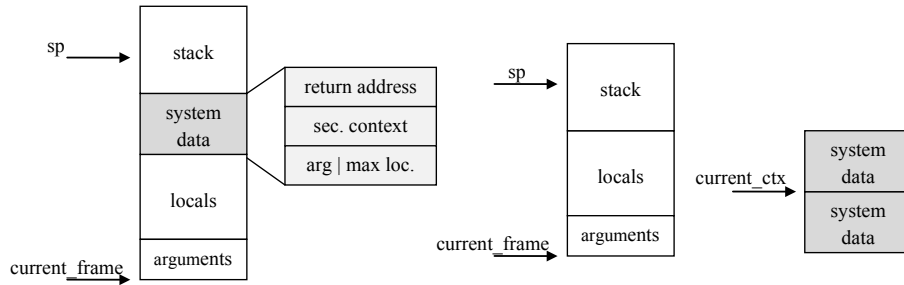 sp
stack
system
data
locals
current_frame
arguments
return address
sec. context
arg | max loc.
sp
stack
locals
current_frame
arguments
current_ctx
system
data
system
data